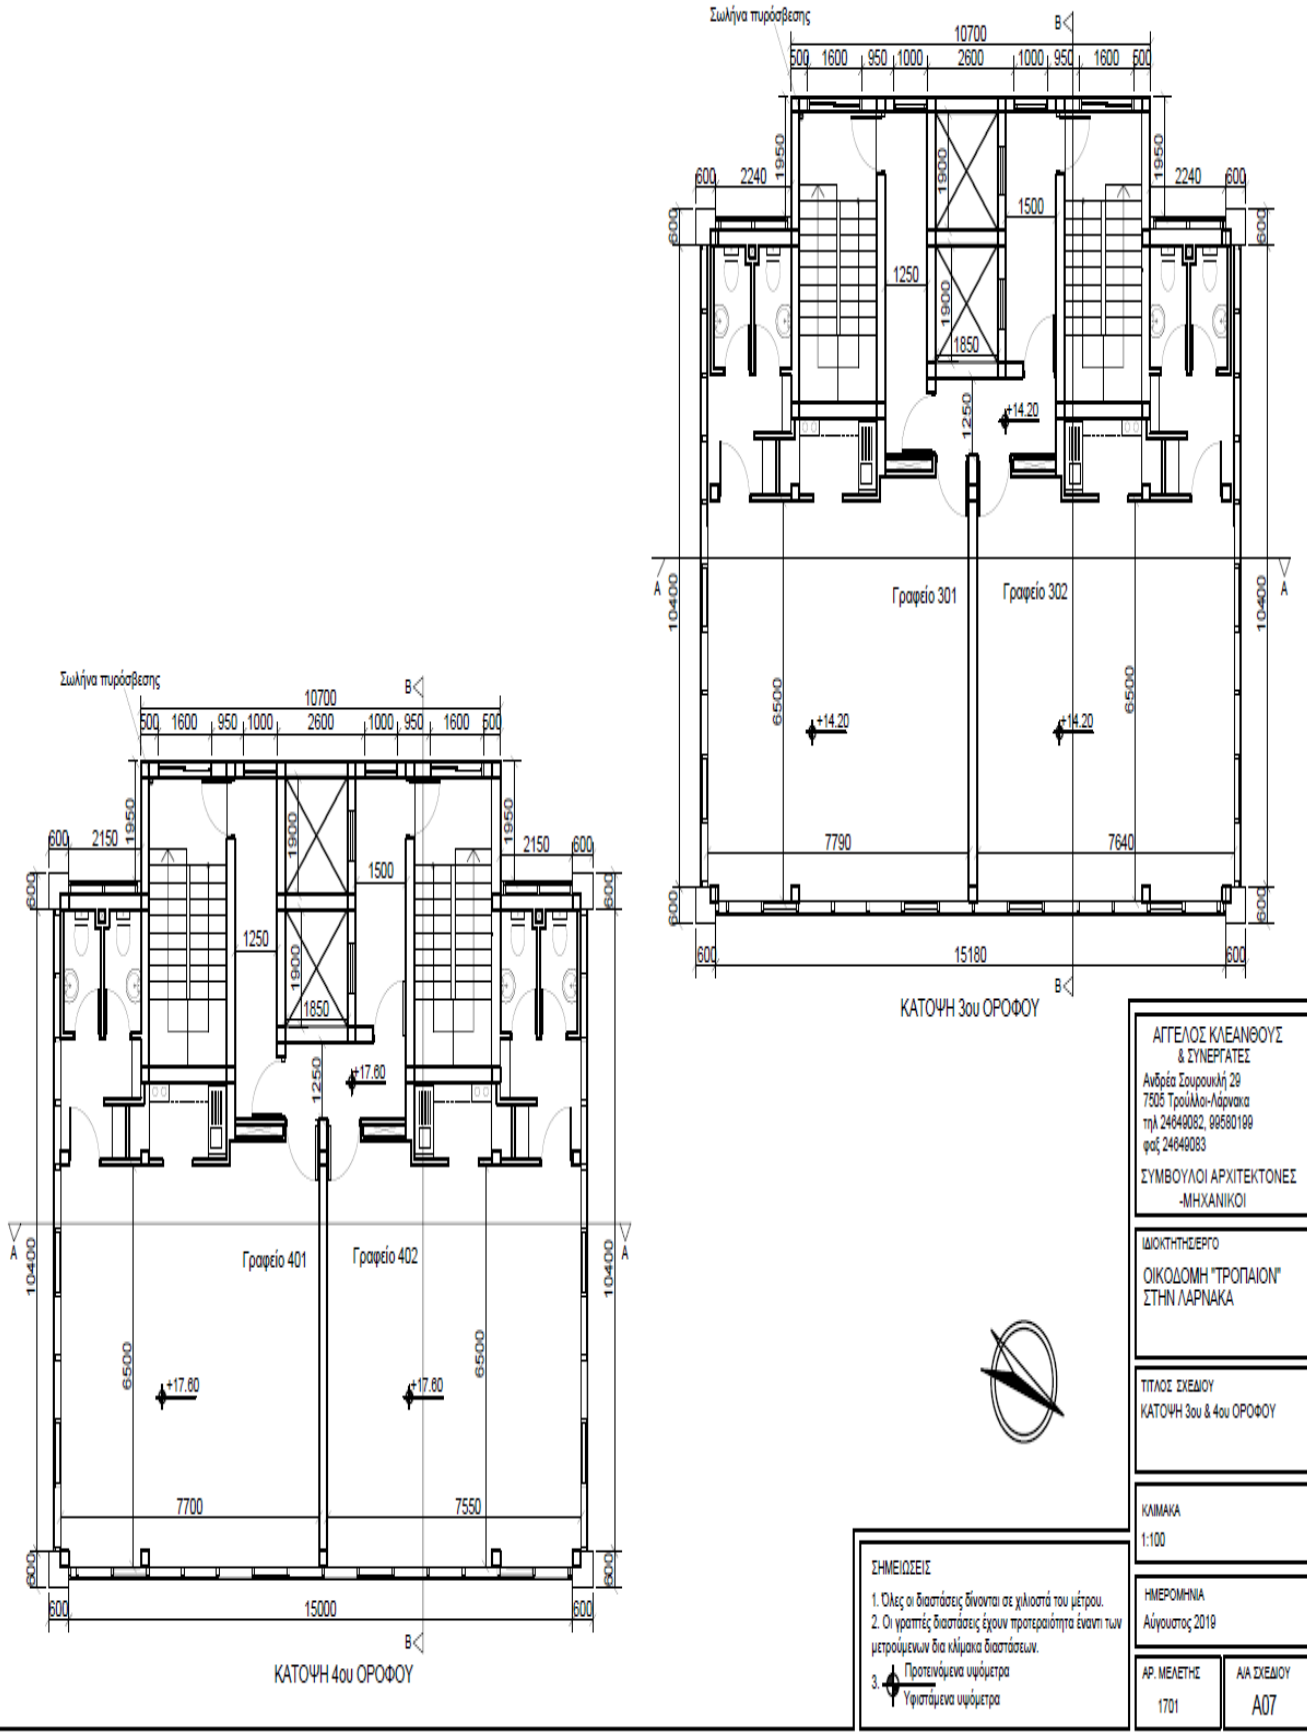 Σωλήνα πυρόσβεσης
B
10700
500 1600 950 1000 2600 1000 950 1600 500
1950
1950
600 2240
2240 600
600
600
1900
1500
1250
1900
1850
1250
+14.20
A
A
10400
10400
Γραφείο 301
Γραφείο 302
6500
6500
+14.20
+14.20
7790
7640
600
600
600
15180
600
B
ΚΑΤΟΨΗ 3ου ΟΡΟΦΟΥ
Σωλήνα πυρόσβεσης
B
10700
500 1600 950 1000 2600 1000 950 1600 500
1950
1950
600 2150
2150 600
600
600
1900
1500
1250
1900
1850
1250
+17.60
A
A
10400
10400
Γραφείο 401
Γραφείο 402
6500
6500
+17.60
+17.60
7700
7550
600
600
600
15000
600
B
ΚΑΤΟΨΗ 4ου ΟΡΟΦΟΥ
ΑΓΓΕΛΟΣ ΚΛΕΑΝΘΟΥΣ
& ΣΥΝΕΡΓΑΤΕΣ
Ανδρέα Σουρουκλή 29
7505 Τρούλλοι-Λάρνακα
τηλ 24649082, 99580199
φαξ 24649083
ΣΥΜΒΟΥΛΟΙ ΑΡΧΙΤΕΚΤΟΝΕΣ
-ΜΗΧΑΝΙΚΟΙ
ΙΔΙΟΚΤΗΤΗΣ/ΕΡΓΟ
ΟΙΚΟΔΟΜΗ "ΤΡΟΠΑΙΟΝ"
ΣΤΗΝ ΛΑΡΝΑΚΑ
ΤΙΤΛΟΣ ΣΧΕΔΙΟΥ
ΚΑΤΟΨΗ 3ου & 4ου ΟΡΟΦΟΥ
ΚΛΙΜΑΚΑ
1:100
ΗΜΕΡΟΜΗΝΙΑ
Αύγουστος 2019
ΑΡ. ΜΕΛΕΤΗΣ
1701
Α/Α ΣΧΕΔΙΟΥ
A07
ΣΗΜΕΙΩΣΕΙΣ
1. Όλες οι διαστάσεις δίνονται σε χιλιοστά του μέτρου.
2. Οι γραπτές διαστάσεις έχουν προτεραιότητα έναντι των
μετρούμενων δια κλίμακα διαστάσεων.
3. Προτεινόμενα υψόμετρα
Υφιστάμενα υψόμετρα